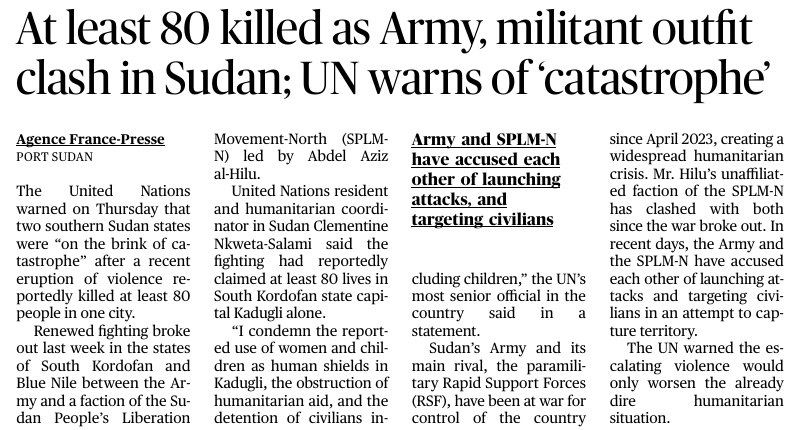 At least 80 killed as Army, militant outfit
clash in Sudan; UN warns of ‘catastrophe’
Agence France-Presse
PORT SUDAN
The United Nations
warned on Thursday that
two southern Sudan states
were “on the brink of ca-
tastrophe” after a recent
eruption of violence re-
portedly killed at least 80
people in one city.
Renewed fighting broke
out last week in the states
of South Kordofan and
Blue Nile between the Ar-
my and a faction of the Su-
dan People’s Liberation
Movement-North (SPLM-
N) led by Abdel Aziz
al-Hilu.
United Nations resident
and humanitarian coordi-
nator in Sudan Clementine
Nkweta-Salami said the
fighting had reportedly
claimed at least 80 lives in
South Kordofan state capi-
tal Kadugli alone.
“I condemn the report-
ed use of women and chil-
dren as human shields in
Kadugli, the obstruction of
humanitarian aid, and the
detention of civilians in-
Army and SPLM-N
have accused each
other of launching
attacks, and
targeting civilians
cluding children,” the UN’s
most senior official in the
country said in a
statement.
Sudan’s Army and its
main rival, the paramili-
tary Rapid Support Forces
(RSF), have been at war for
control of the country
since April 2023, creating a
widespread humanitarian
crisis. Mr. Hilu’s unaffiliat-
ed faction of the SPLM-N
has clashed with both
since the war broke out. In
recent days, the Army and
the SPLM-N have accused
each other of launching at-
tacks and targeting civi-
lians in an attempt to cap-
ture territory.
The UN warned the es-
calating violence would
only worsen the already
dire humanitarian
situation.